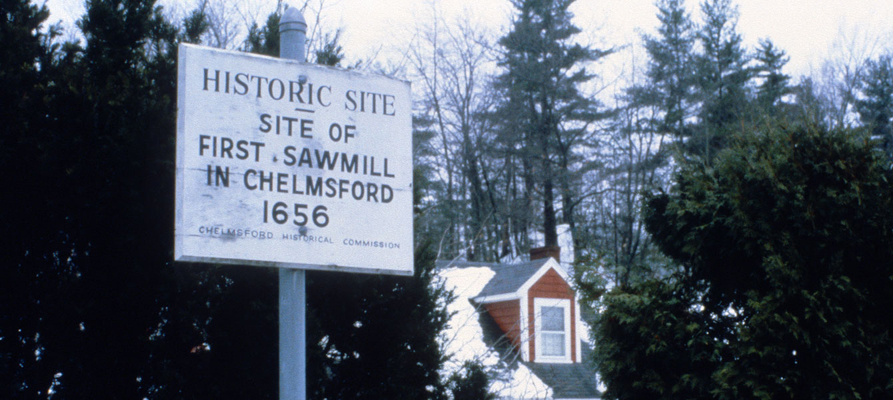 HISTORIC SITE
SITE OF
FIRST SAWMILL
IN CHELMSFORD
1656
CHELMSFORD HISTORICAL COMMISSION